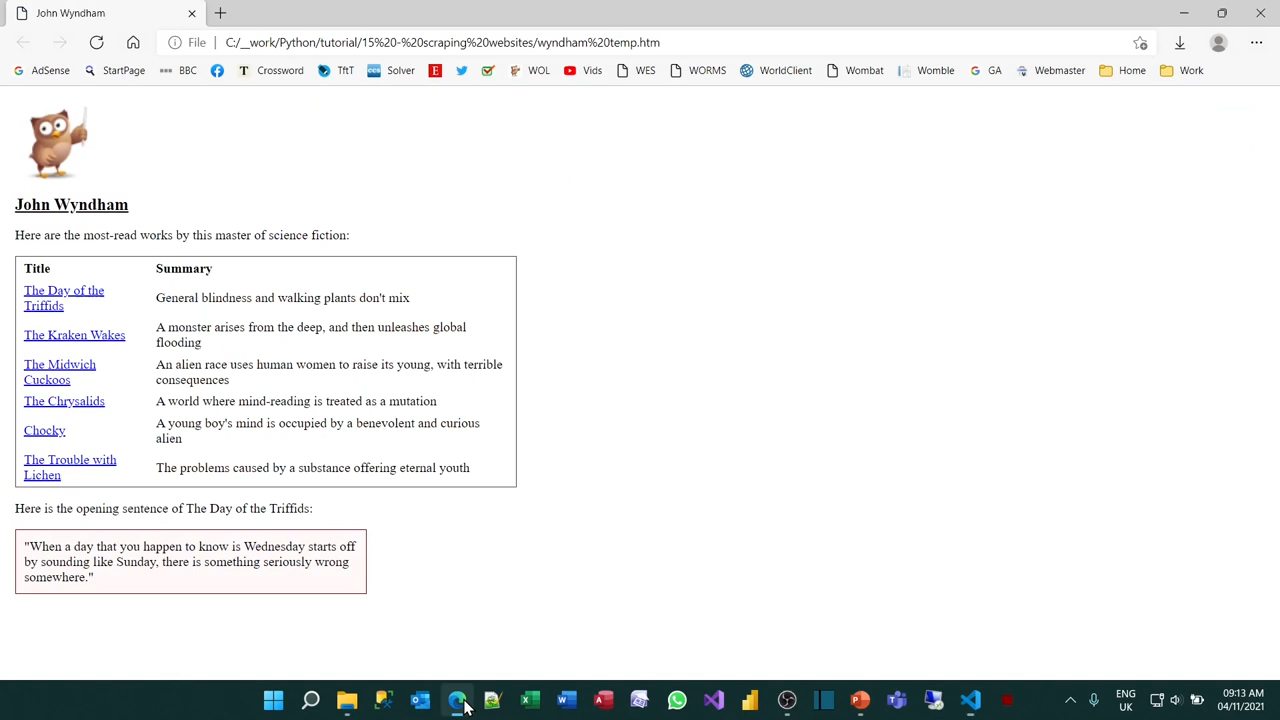 John Wyndham
File
C:/__work/Python/tutorial/15%20-%20scraping%20websites/wyndham%20temp.htm
AdSense StartPage BBC Crossword TftT Solver WOL Vids WES WORMS WorldClient Wombat Womble GA Webmaster Home Work
John Wyndham
Here are the most-read works by this master of science fiction:
Title Summary
The Day of the
Triffids
General blindness and walking plants don't mix
The Kraken Wakes
A monster arises from the deep, and then unleashes global
flooding
The Midwich
Cuckoos
An alien race uses human women to raise its young, with terrible
consequences
The Chrysalids
A world where mind-reading is treated as a mutation
Chocky
A young boy's mind is occupied by a benevolent and curious
alien
The Trouble with
Lichen
The problems caused by a substance offering eternal youth
Here is the opening sentence of The Day of the Triffids:
"When a day that you happen to know is Wednesday starts off
by sounding like Sunday, there is something seriously wrong
somewhere."
ENG
UK
09:13 AM
04/11/2021